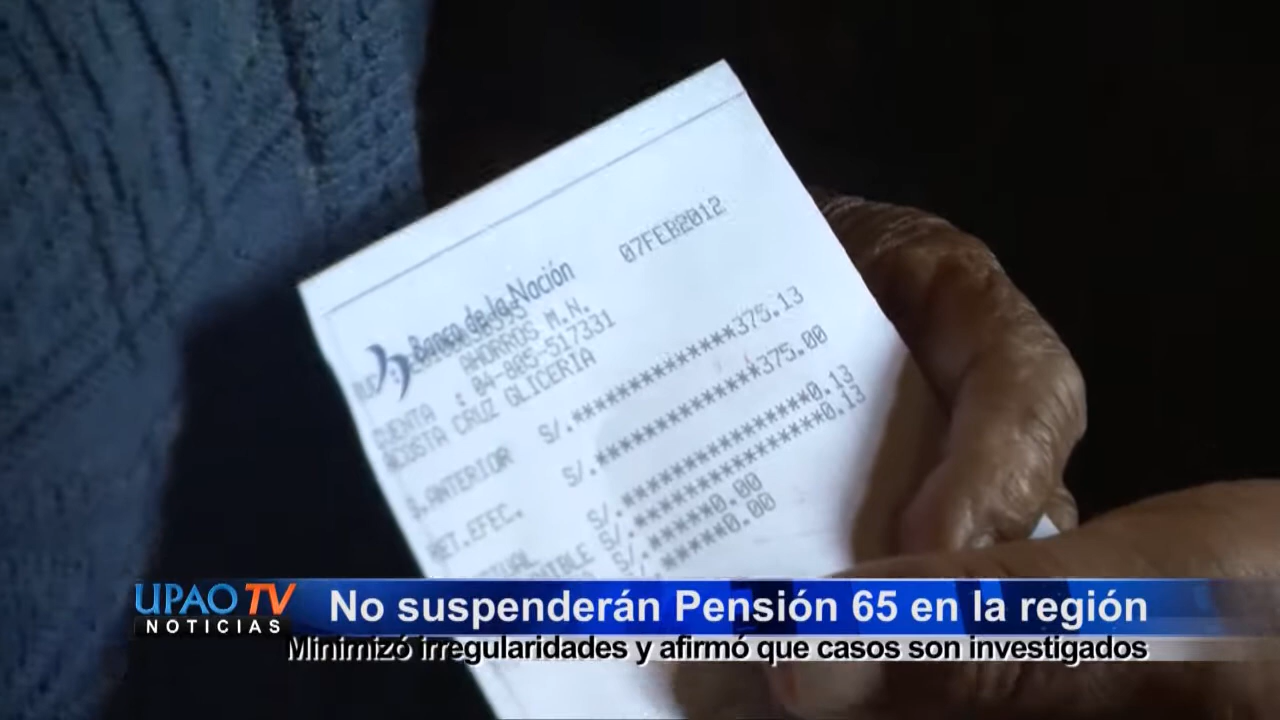 07FEB2012
Banco de la Nación
AHORROS M.N.
CUENTA : 04-805-517331
ACOSTA CRUZ GLICERIA
S.ANTERIOR S/.*************375.13
RET.EFEC. S/.**************375.00
S/.****************0.13
S/.****************0.13
S/.*****0.00
S/.*****0.00
UPAO TV
NOTICIAS
No suspenderán Pensión 65 en la región
Minimizó irregularidades y afirmó que casos son investigados